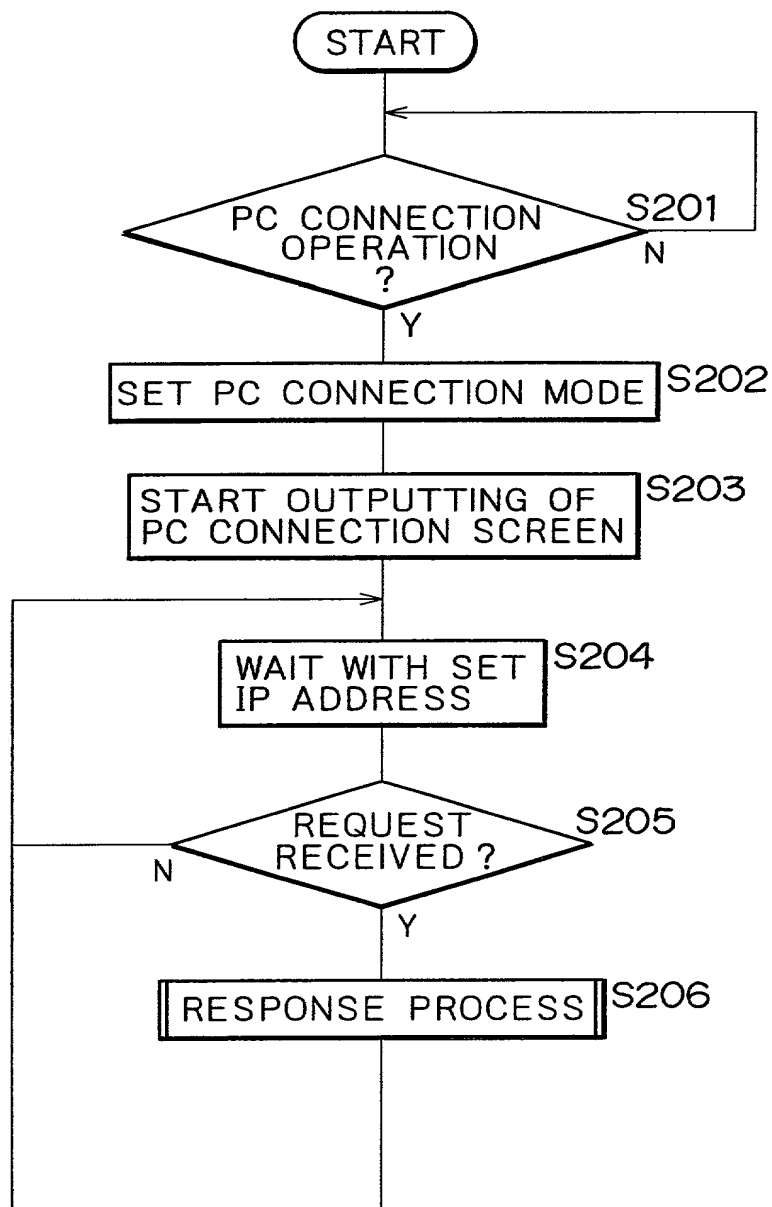 START
PC CONNECTION
OPERATION
?
S201
N
Y
SET PC CONNECTION MODE
S202
START OUTPUTTING OF
PC CONNECTION SCREEN
S203
WAIT WITH SET
IP ADDRESS
S204
REQUEST
RECEIVED ?
S205
N
Y
RESPONSE PROCESS
S206